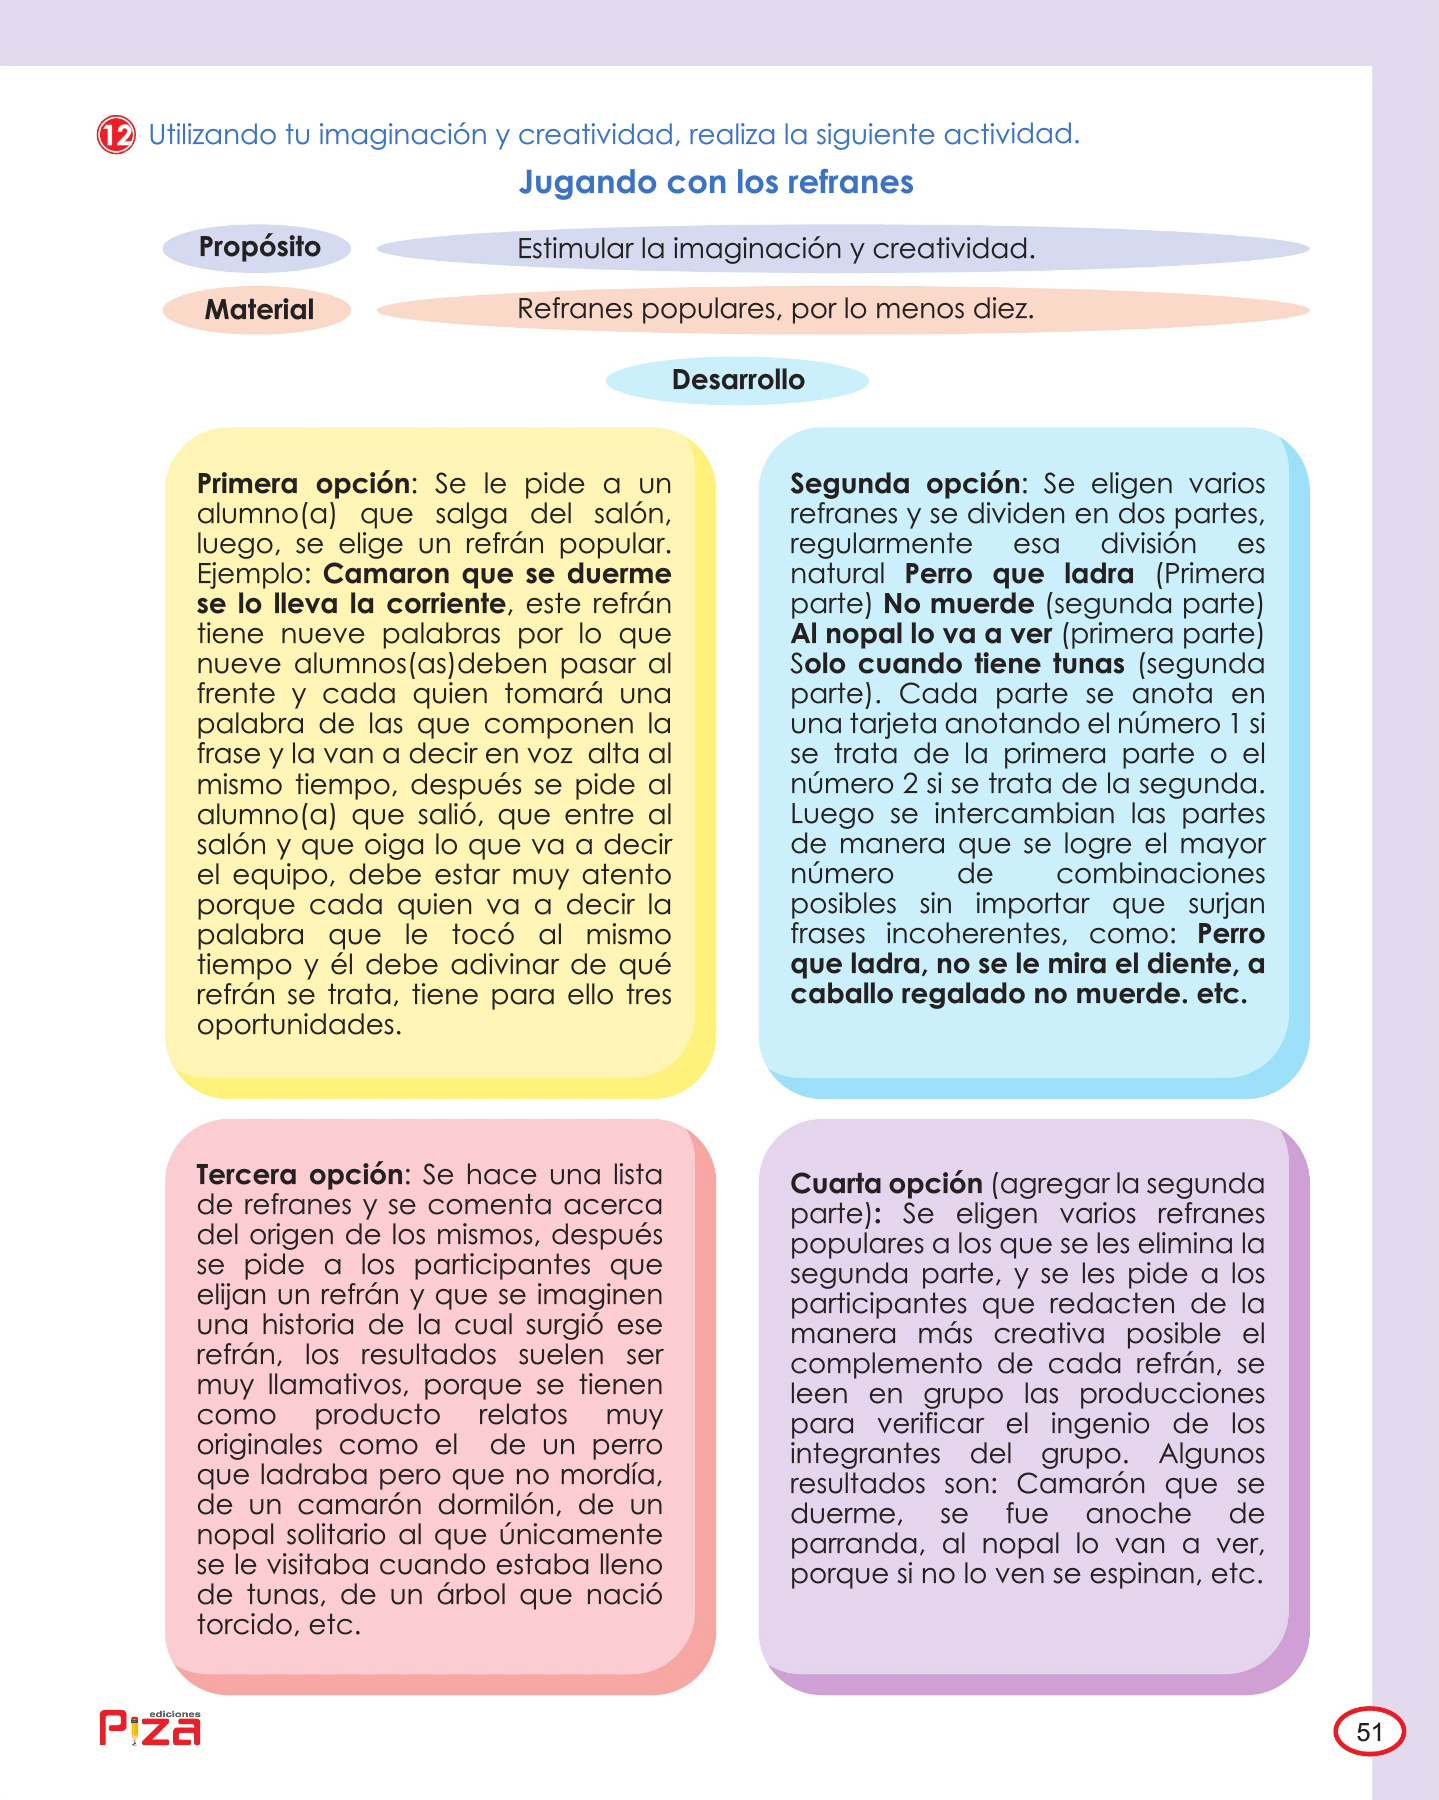 12 Utilizando tu imaginación y creatividad, realiza la siguiente actividad.
Jugando con los refranes
Propósito
Estimular la imaginación y creatividad.
Material
Refranes populares, por lo menos diez.
Desarrollo
Primera opción: Se le pide a un
alumno(a) que salga del salón,
luego, se elige un refrán popular.
Ejemplo: Camaron que se duerme
se lo lleva la corriente, este refrán
tiene nueve palabras por lo que
nueve alumnos(as)deben pasar al
frente y cada quien tomará una
palabra de las que componen la
frase y la van a decir en voz alta al
mismo tiempo, después se pide al
alumno(a) que salió, que entre al
salón y que oiga lo que va a decir
el equipo, debe estar muy atento
porque cada quien va a decir la
palabra que le tocó al mismo
tiempo y él debe adivinar de qué
refrán se trata, tiene para ello tres
oportunidades.
Segunda opción: Se eligen varios
refranes y se dividen en dos partes,
regularmente esa división es
natural Perro que ladra (Primera
parte) No muerde (segunda parte)
Al nopal lo va a ver (primera parte)
Solo cuando tiene tunas (segunda
parte). Cada parte se anota en
una tarjeta anotando el número 1 si
se trata de la primera parte o el
número 2 si se trata de la segunda.
Luego se intercambian las partes
de manera que se logre el mayor
número de combinaciones
posibles sin importar que surjan
frases incoherentes, como: Perro
que ladra, no se le mira el diente, a
caballo regalado no muerde. etc.
Tercera opción: Se hace una lista
de refranes y se comenta acerca
del origen de los mismos, después
se pide a los participantes que
elijan un refrán y que se imaginen
una historia de la cual surgió ese
refrán, los resultados suelen ser
muy llamativos, porque se tienen
como producto relatos muy
originales como el de un perro
que ladraba pero que no mordía,
de un camarón dormilón, de un
nopal solitario al que únicamente
se le visitaba cuando estaba lleno
de tunas, de un árbol que nació
torcido, etc.
Cuarta opción (agregar la segunda
parte): Se eligen varios refranes
populares a los que se les elimina la
segunda parte, y se les pide a los
participantes que redacten de la
manera más creativa posible el
complemento de cada refrán, se
leen en grupo las producciones
para verificar el ingenio de los
integrantes del grupo. Algunos
resultados son: Camarón que se
duerme, se fue anoche de
parranda, al nopal lo van a ver,
porque si no lo ven se espinan, etc.
ediciones
Piza
51